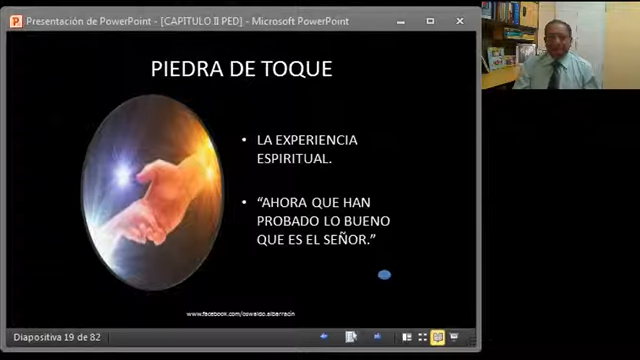 Presentación de PowerPoint - [CAPITULO II PED] - Microsoft PowerPoint
PIEDRA DE TOQUE
• LA EXPERIENCIA
ESPIRITUAL.
• “AHORA QUE HAN
PROBADO LO BUENO
QUE ES EL SEÑOR.”
www.facebook.com/oswaldo.albarracin
Diapositiva 19 de 82